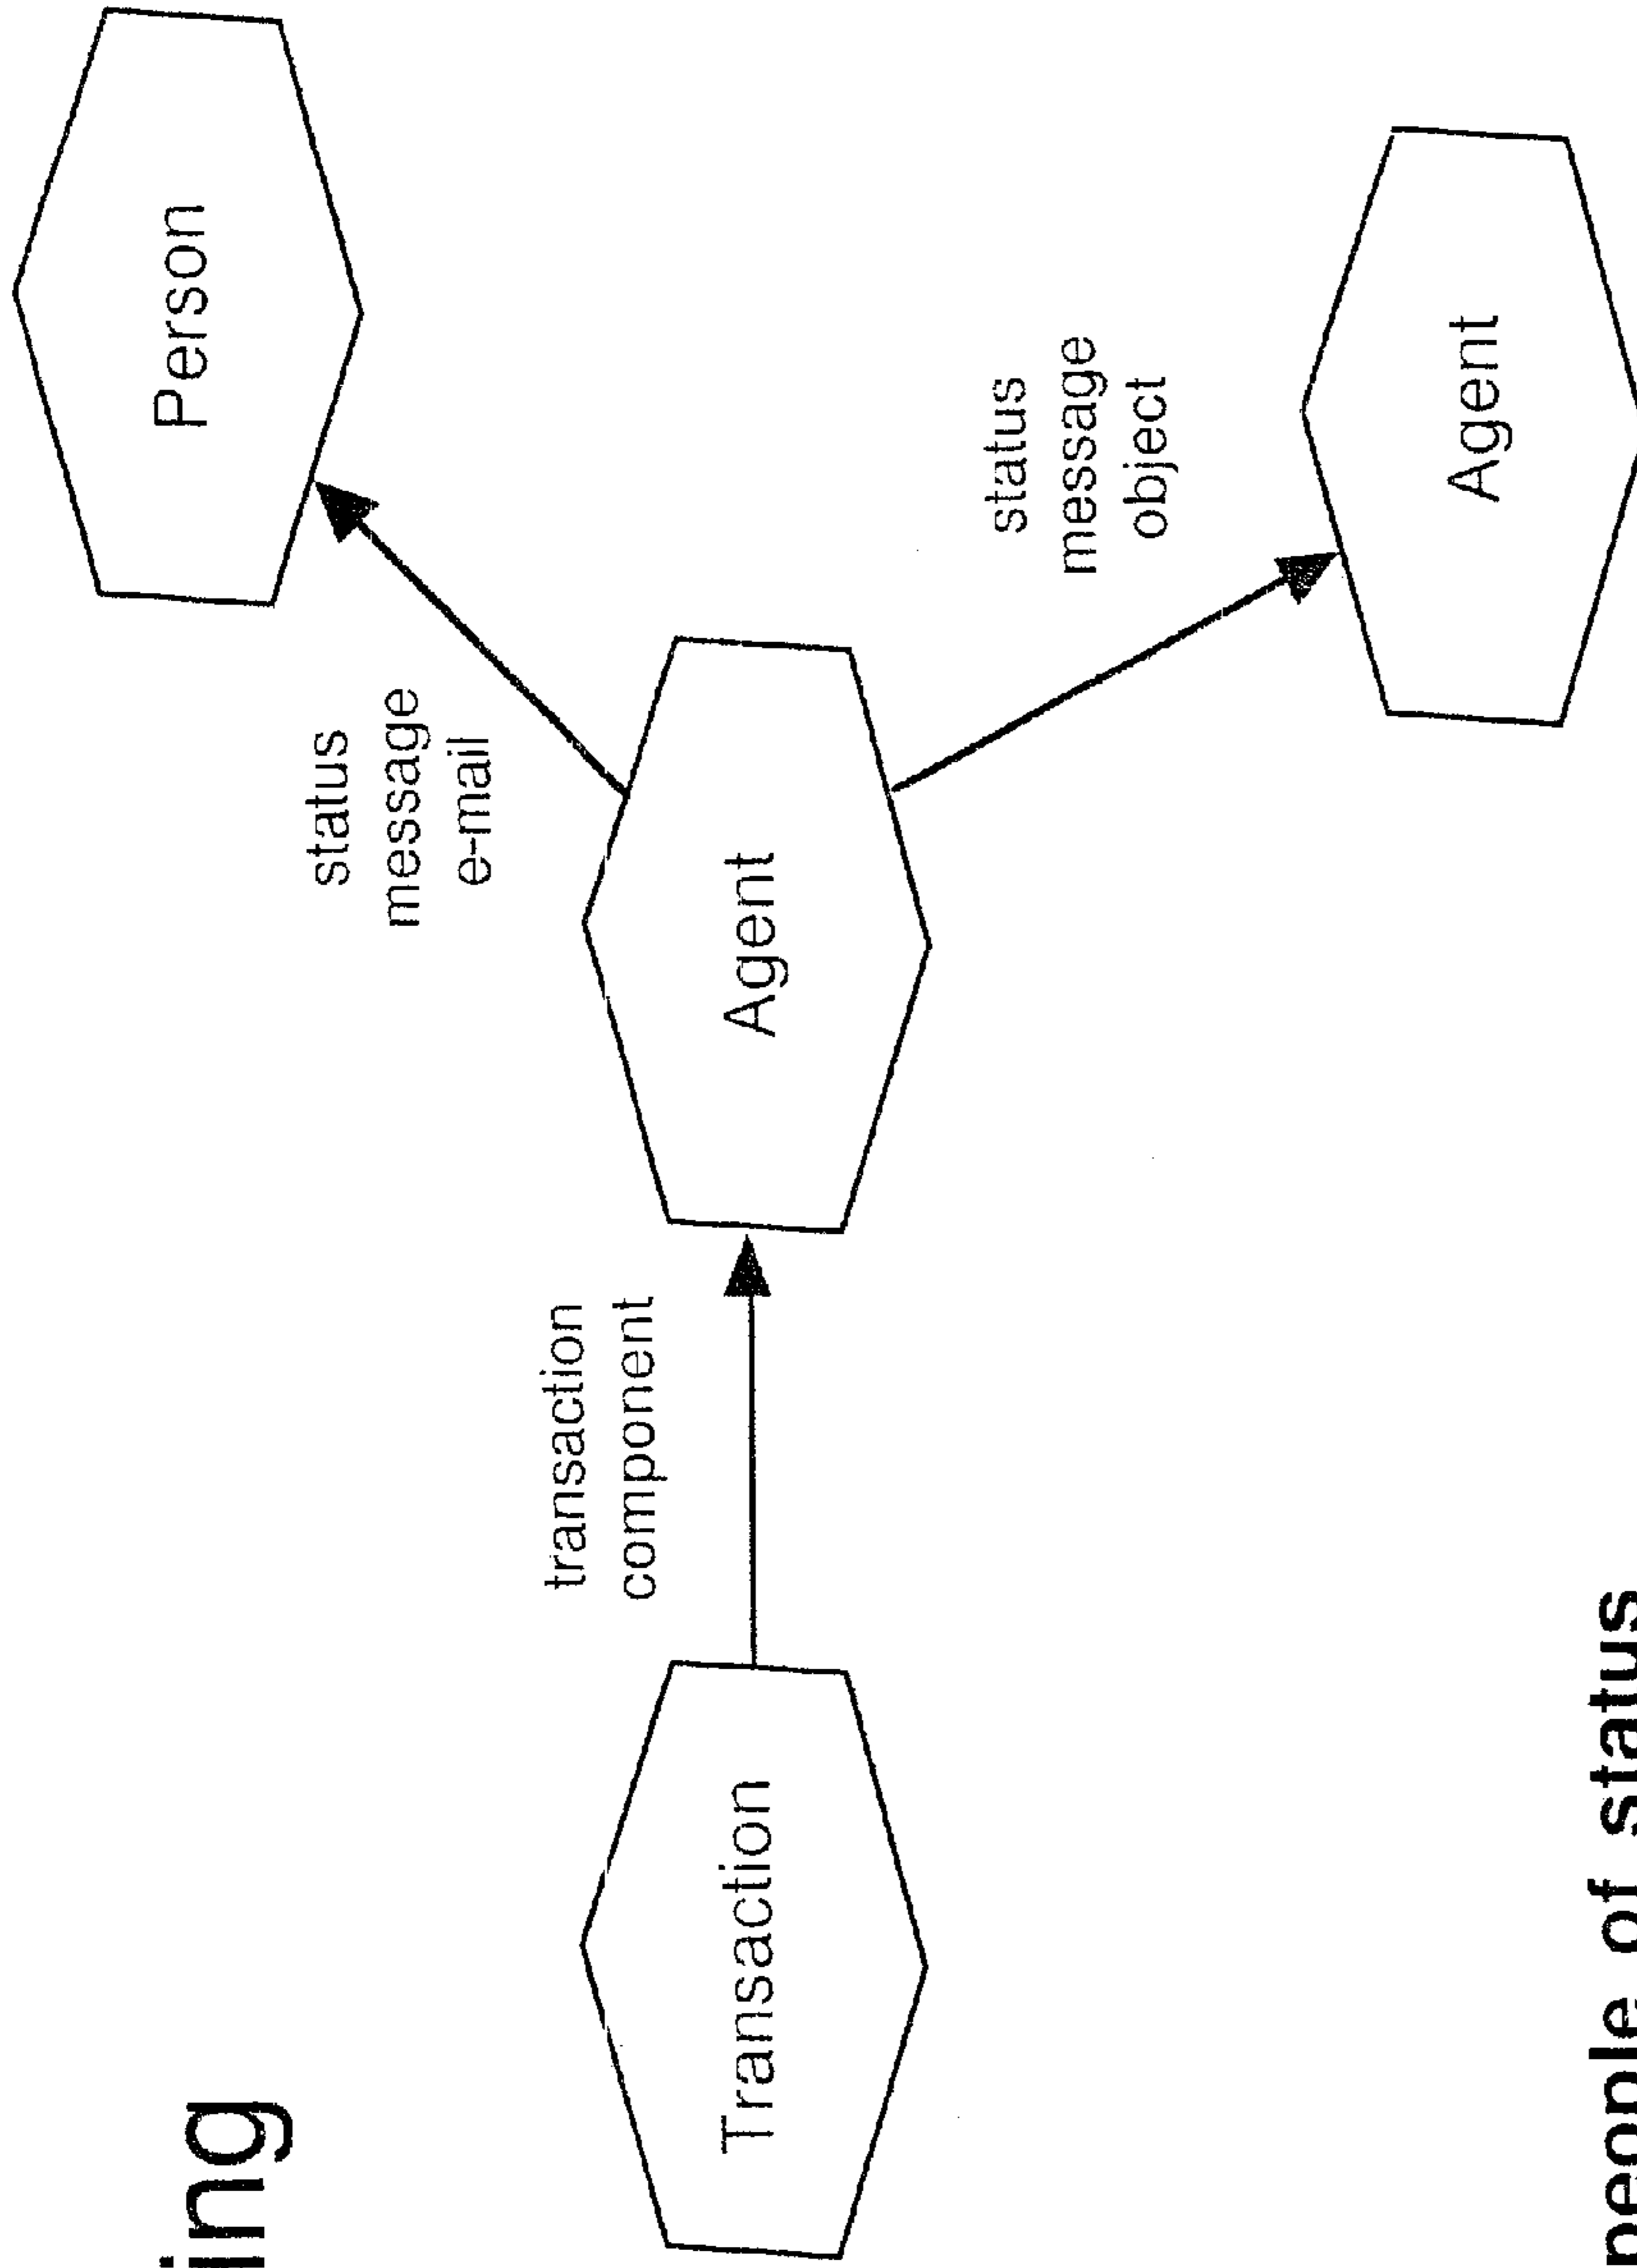 ing
Person
status
message
e-mail
transaction
component
Transaction
Agent
status
message
object
Agent
people of status